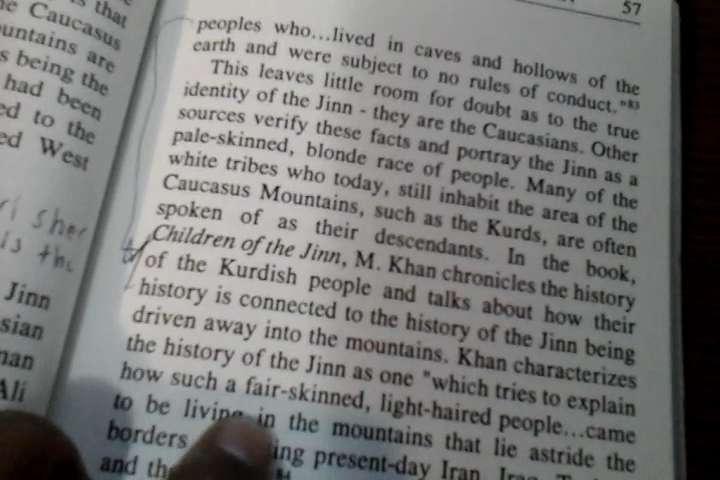 57
s that
he Caucasus
untains are
s being the
had been
ed to the
ed West
sher
is the
Jinn
sian
man
Ali
peoples who...lived in caves and hollows of the
earth and were subject to no rules of conduct."83
This leaves little room for doubt as to the true
identity of the Jinn - they are the Caucasians. Other
sources verify these facts and portray the Jinn as a
pale-skinned, blonde race of people. Many of the
white tribes who today, still inhabit the area of the
Caucasus Mountains, such as the Kurds, are often
spoken of as their descendants. In the book,
Children of the Jinn, M. Khan chronicles the history
of the Kurdish people and talks about how their
history is connected to the history of the Jinn being
driven away into the mountains. Khan characterizes
the history of the Jinn as one "which tries to explain
how such a fair-skinned, light-haired people...came
to be living in the mountains that lie astride the
borders ing present-day Iran, Iraq,
and 84